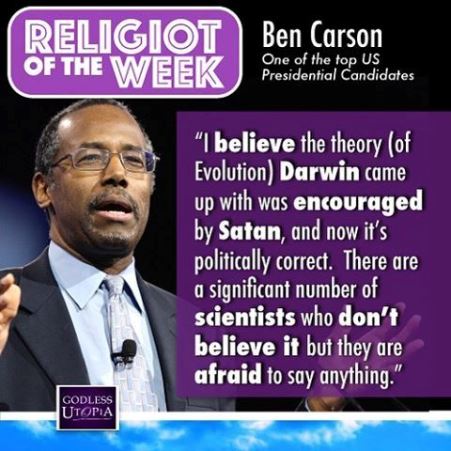 RELIGIOT
OF THE WEEK
Ben Carson
One of the top US
Presidential Candidates
“I believe the theory (of
Evolution) Darwin came
up with was encouraged
by Satan, and now it’s
politically correct. There are
a significant number of
scientists who don’t
believe it but they are
afraid to say anything.”
GODLESS
UTOPIA